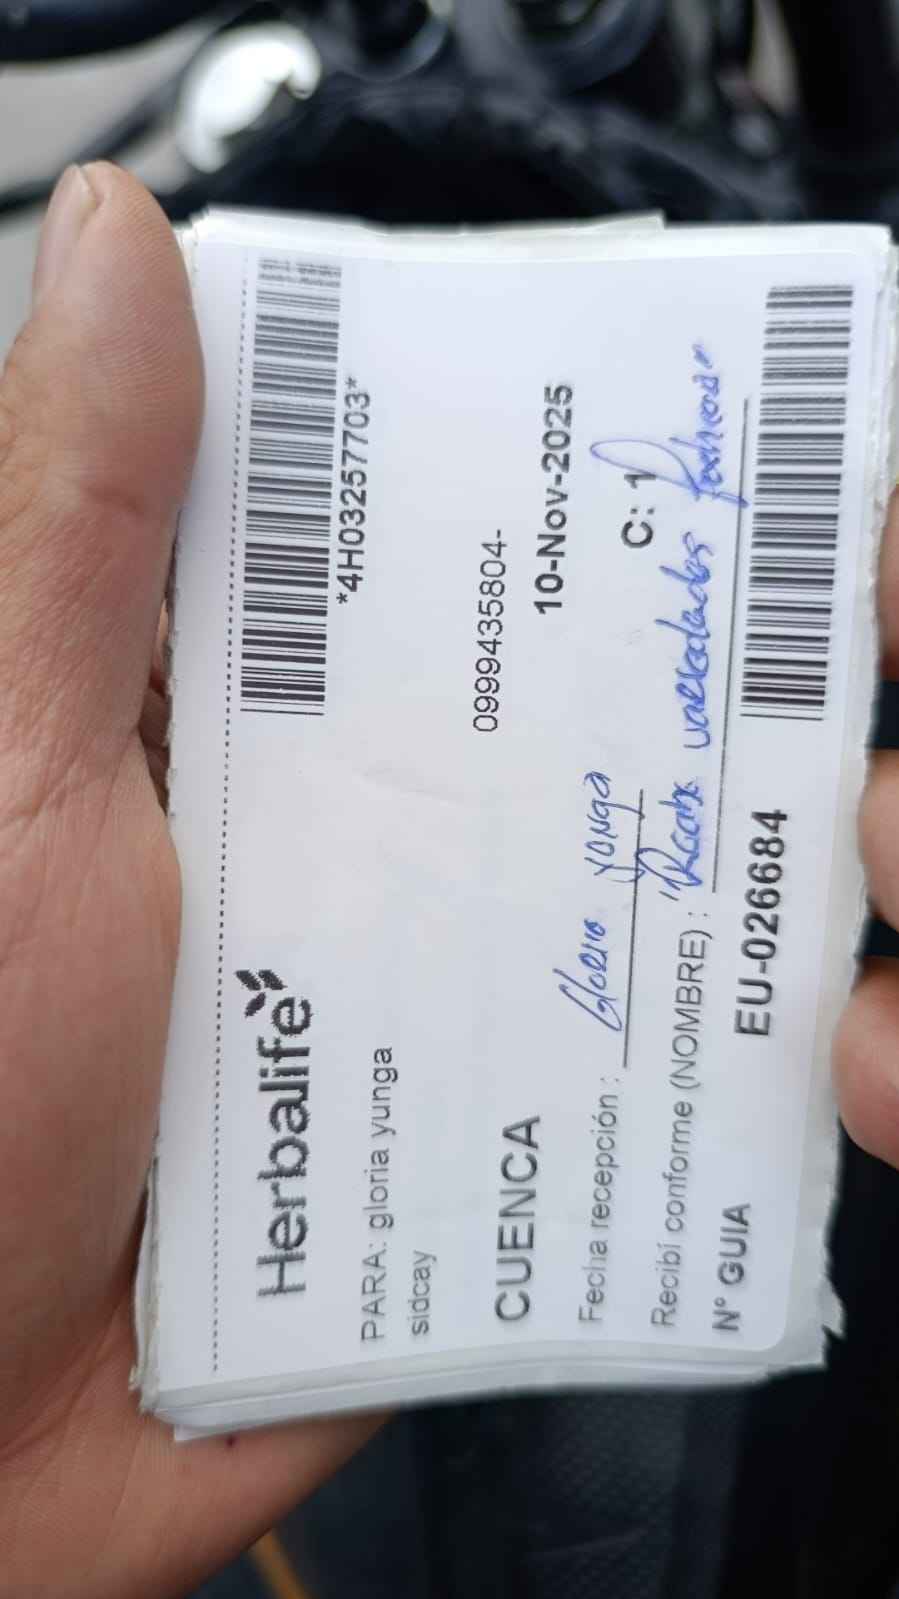 *4H03257703*
Herbalife
PARA: gloria yunga
sidcay
0999435804-
CUENCA
10-Nov-2025
Fecha recepción : Gloria Yunga
C: 1
Recibí conforme (NOMBRE) :
N° GUIA
EU-026684